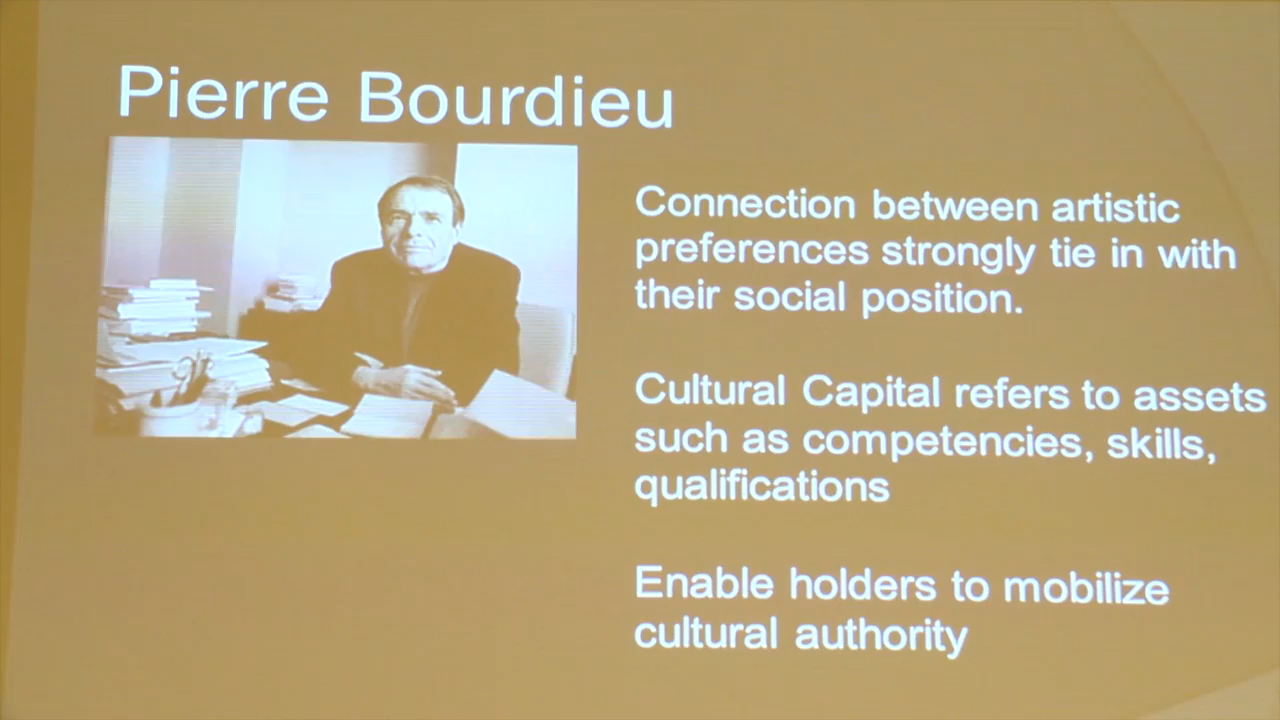 Pierre Bourdieu
Connection between artistic
preferences strongly tie in with
their social position.
Cultural Capital refers to assets
such as competencies, skills,
qualifications
Enable holders to mobilize
cultural authority